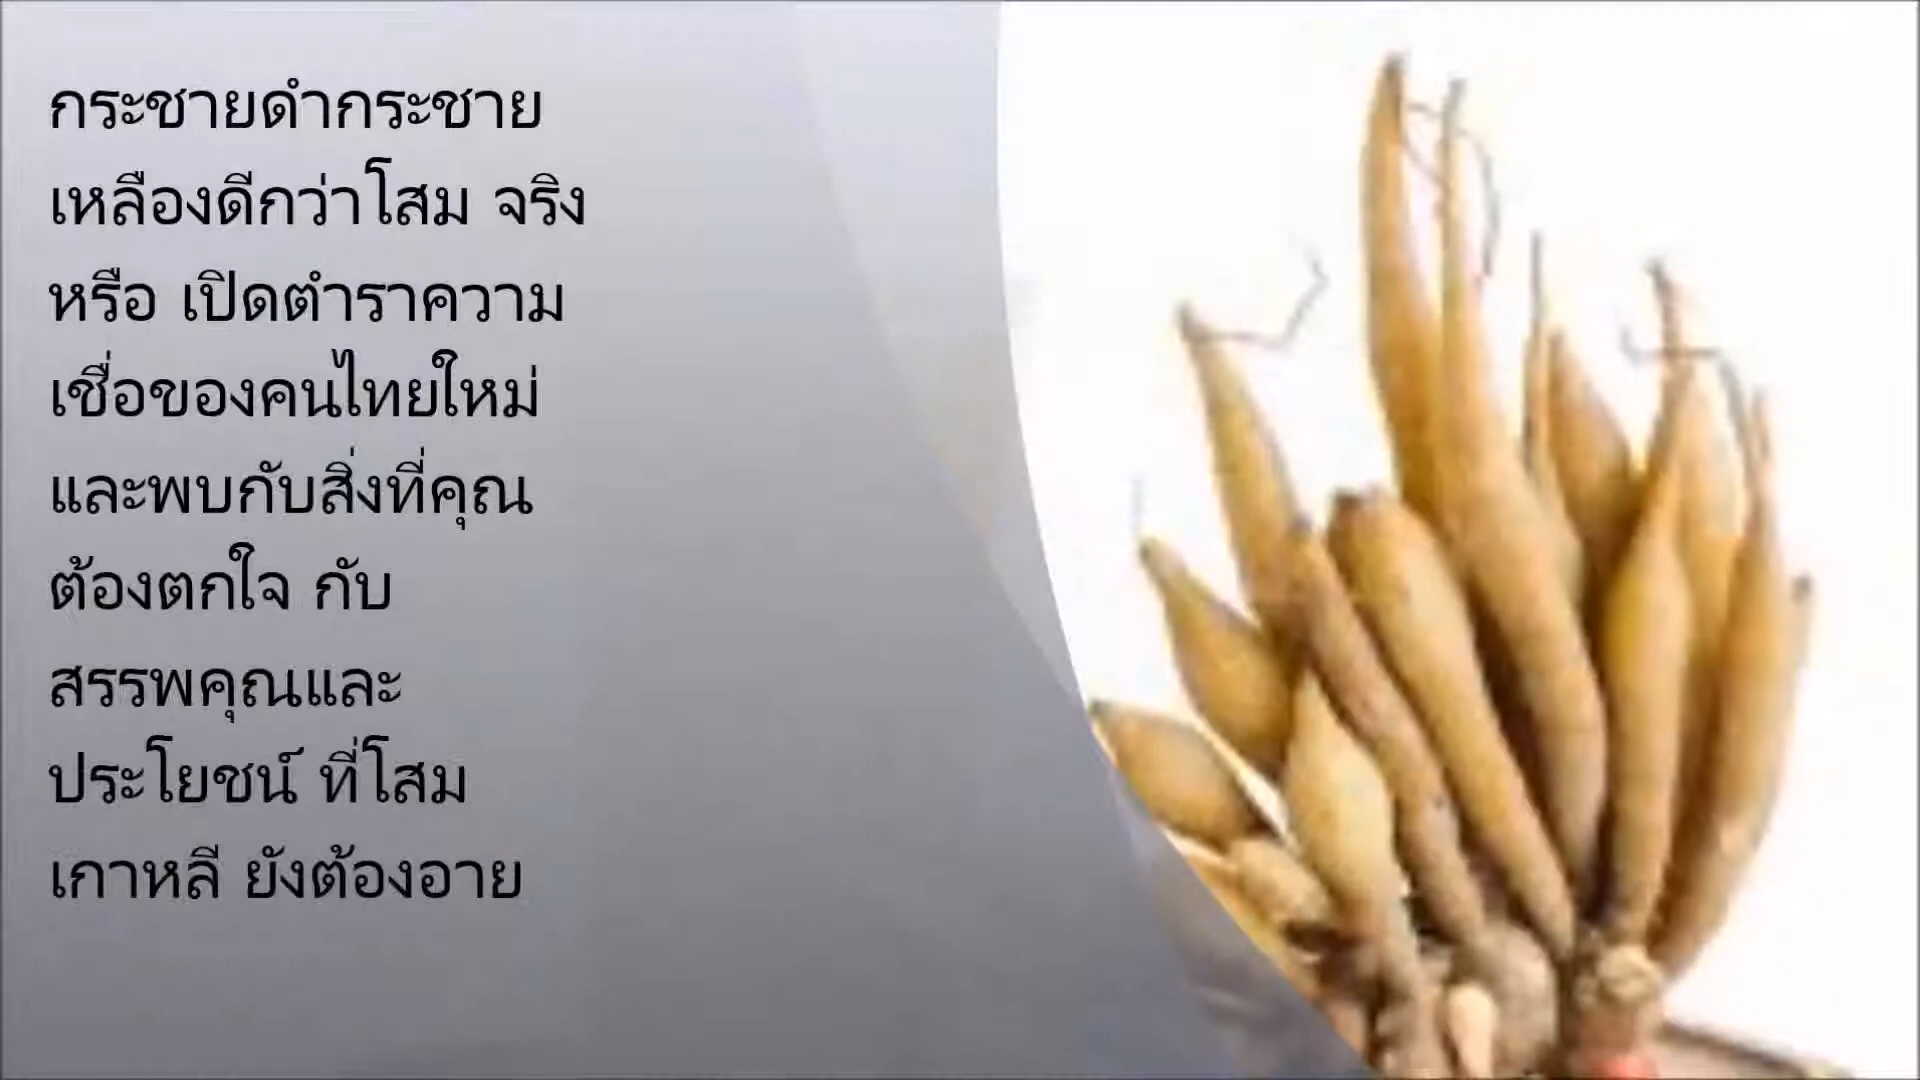 กระชายดำกระชาย
เหลืองดีกว่าโสม จริง
หรือ เปิดตำราความ
เชื่อของคนไทยใหม่
และพบกับสิ่งที่คุณ
ต้องตกใจ กับ
สรรพคุณและ
ประโยชน์ ที่โสม
เกาหลี ยังต้องอาย